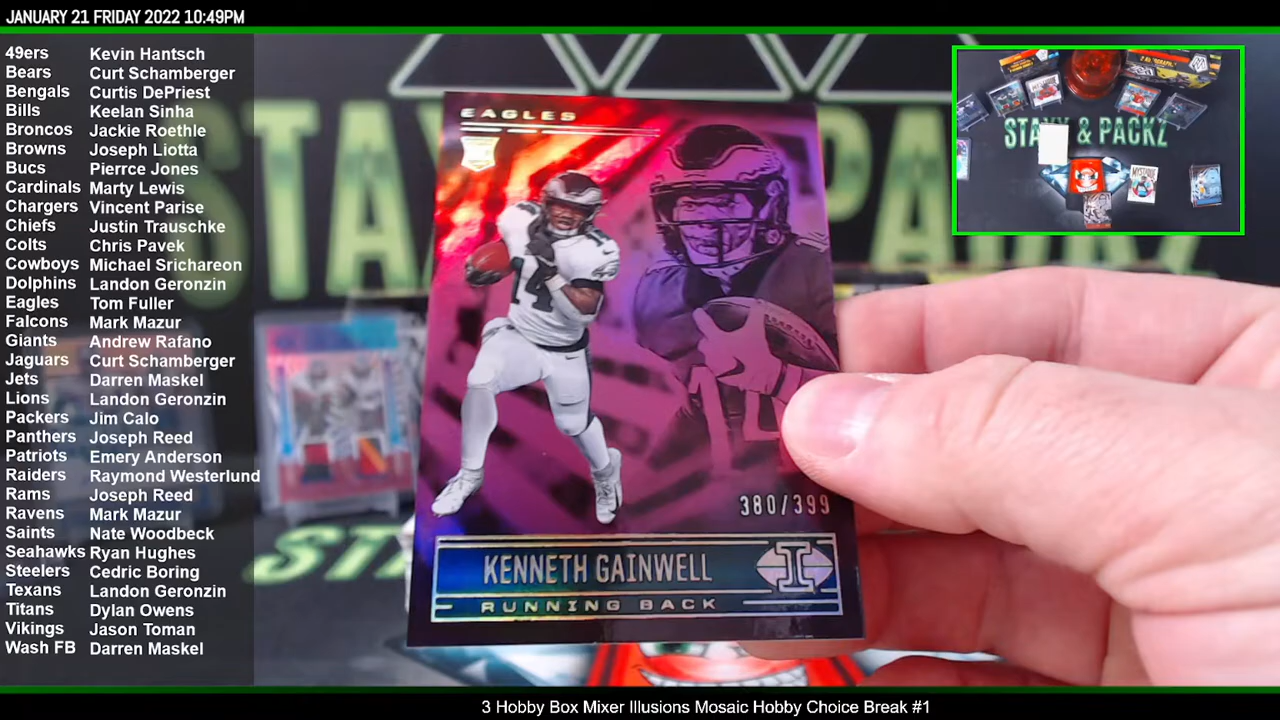 JANUARY 21 FRIDAY 2022 10:49PM
49ers Kevin Hantsch
Bears Curt Schamberger
Bengals Curtis DePriest
Bills Keelan Sinha
Broncos Jackie Roethle
Browns Joseph Liotta
Bucs Pierrce Jones
Cardinals Marty Lewis
Chargers Vincent Parise
Chiefs Justin Trauschke
Colts Chris Pavek
Cowboys Michael Srichareon
Dolphins Landon Geronzin
Eagles Tom Fuller
Falcons Mark Mazur
Giants Andrew Rafano
Jaguars Curt Schamberger
Jets Darren Maskel
Lions Landon Geronzin
Packers Jim Calo
Panthers Joseph Reed
Patriots Emery Anderson
Raiders Raymond Westerlund
Rams Joseph Reed
Ravens Mark Mazur
Saints Nate Woodbeck
Seahawks Ryan Hughes
Steelers Cedric Boring
Texans Landon Geronzin
Titans Dylan Owens
Vikings Jason Toman
Wash FB Darren Maskel
EAGLES
14
380/399
I
KENNETH GAINWELL
RUNNING BACK
STAXX & PACKZ
MYSTIQUE
3 Hobby Box Mixer Illusions Mosaic Hobby Choice Break #1